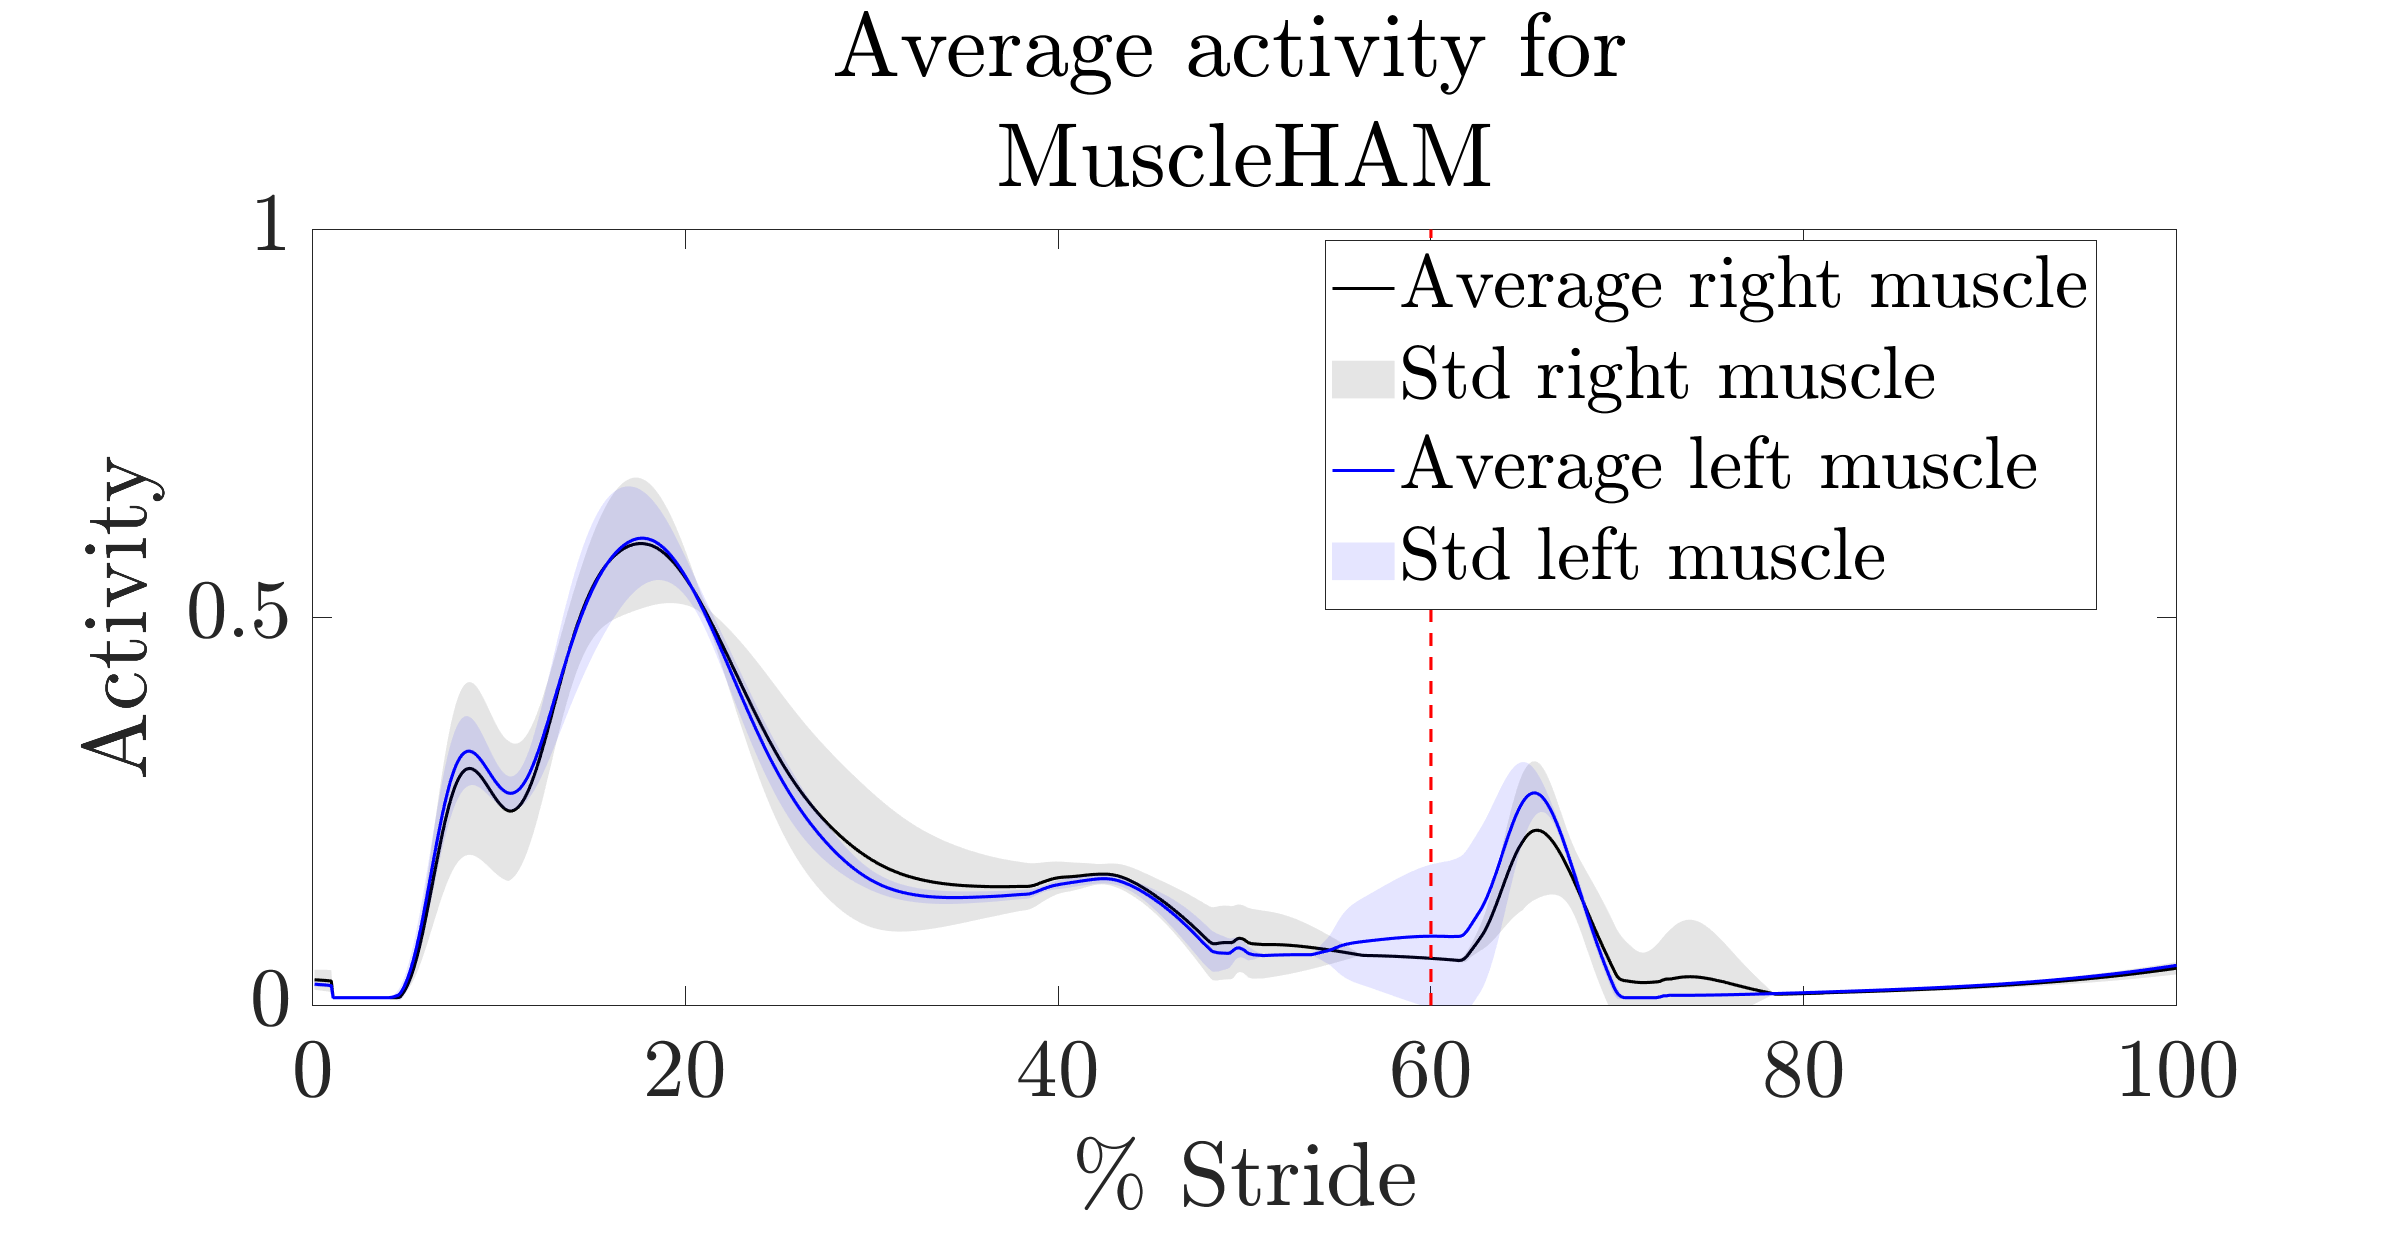 Average activity for
MuscleHAM
1
0.5
0
Activity
Average right muscle
Std right muscle
Average left muscle
Std left muscle
0 20 40 60 80 100
% Stride